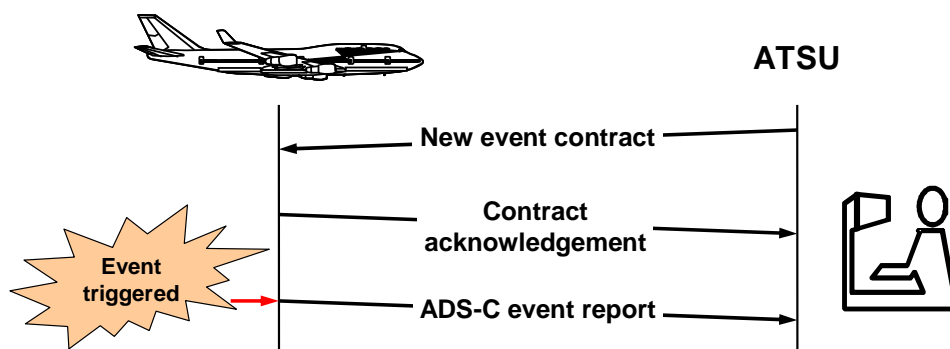 ATSU
New event contract
Contract
acknowledgement
Event
triggered
ADS-C event report